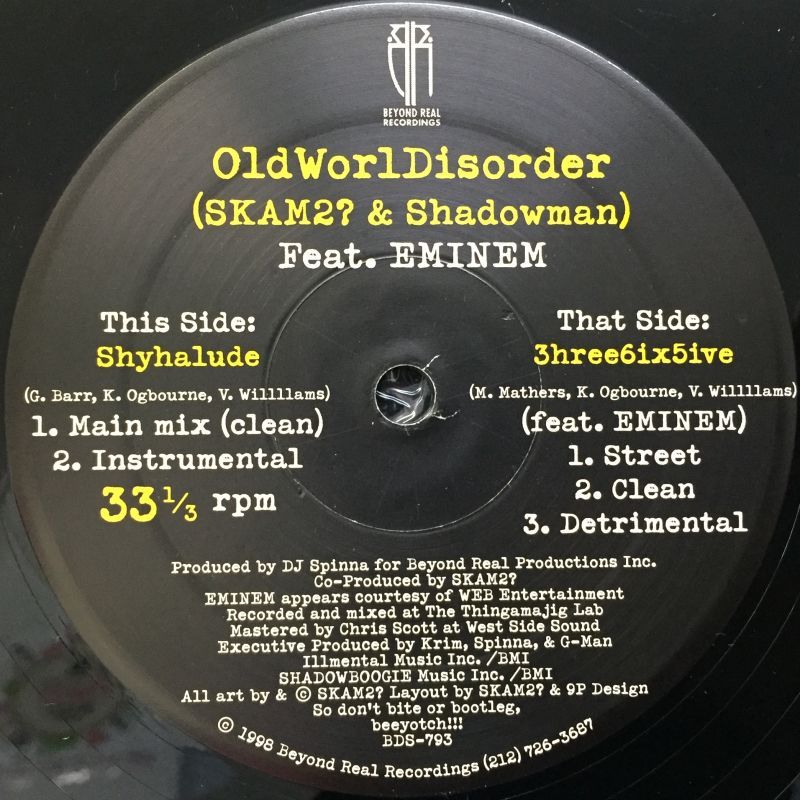 BEYOND REAL
RECORDINGS
OldWorlDisorder
(SKAM2? & Shadowman)
Feat. EMINEM
This Side:
Shyhalude
(G. Barr, K. Ogbourne, V. Willllams)
1. Main mix (clean)
2. Instrumental
33⅓ rpm
That Side:
3hree6ix5ive
(M. Mathers, K. Ogbourne, V. Willllams)
(feat. EMINEM)
1. Street
2. Clean
3. Detrimental
Produced by DJ Spinna for Beyond Real Productions Inc.
Co-Produced by SKAM2?
EMINEM appears courtesy of WEB Entertainment
Recorded and mixed at The Thingamajig Lab
Mastered by Chris Scott at West Side Sound
Executive Produced by Krim, Spinna, & G-Man
Illmental Music Inc. /BMI
SHADOWBOOGIE Music Inc. /BMI
All art by & © SKAM2? Layout by SKAM2? & 9P Design
So don't bite or bootleg,
beeyotch!!!
BDS-793
© 1998 Beyond Real Recordings (212) 726-3687